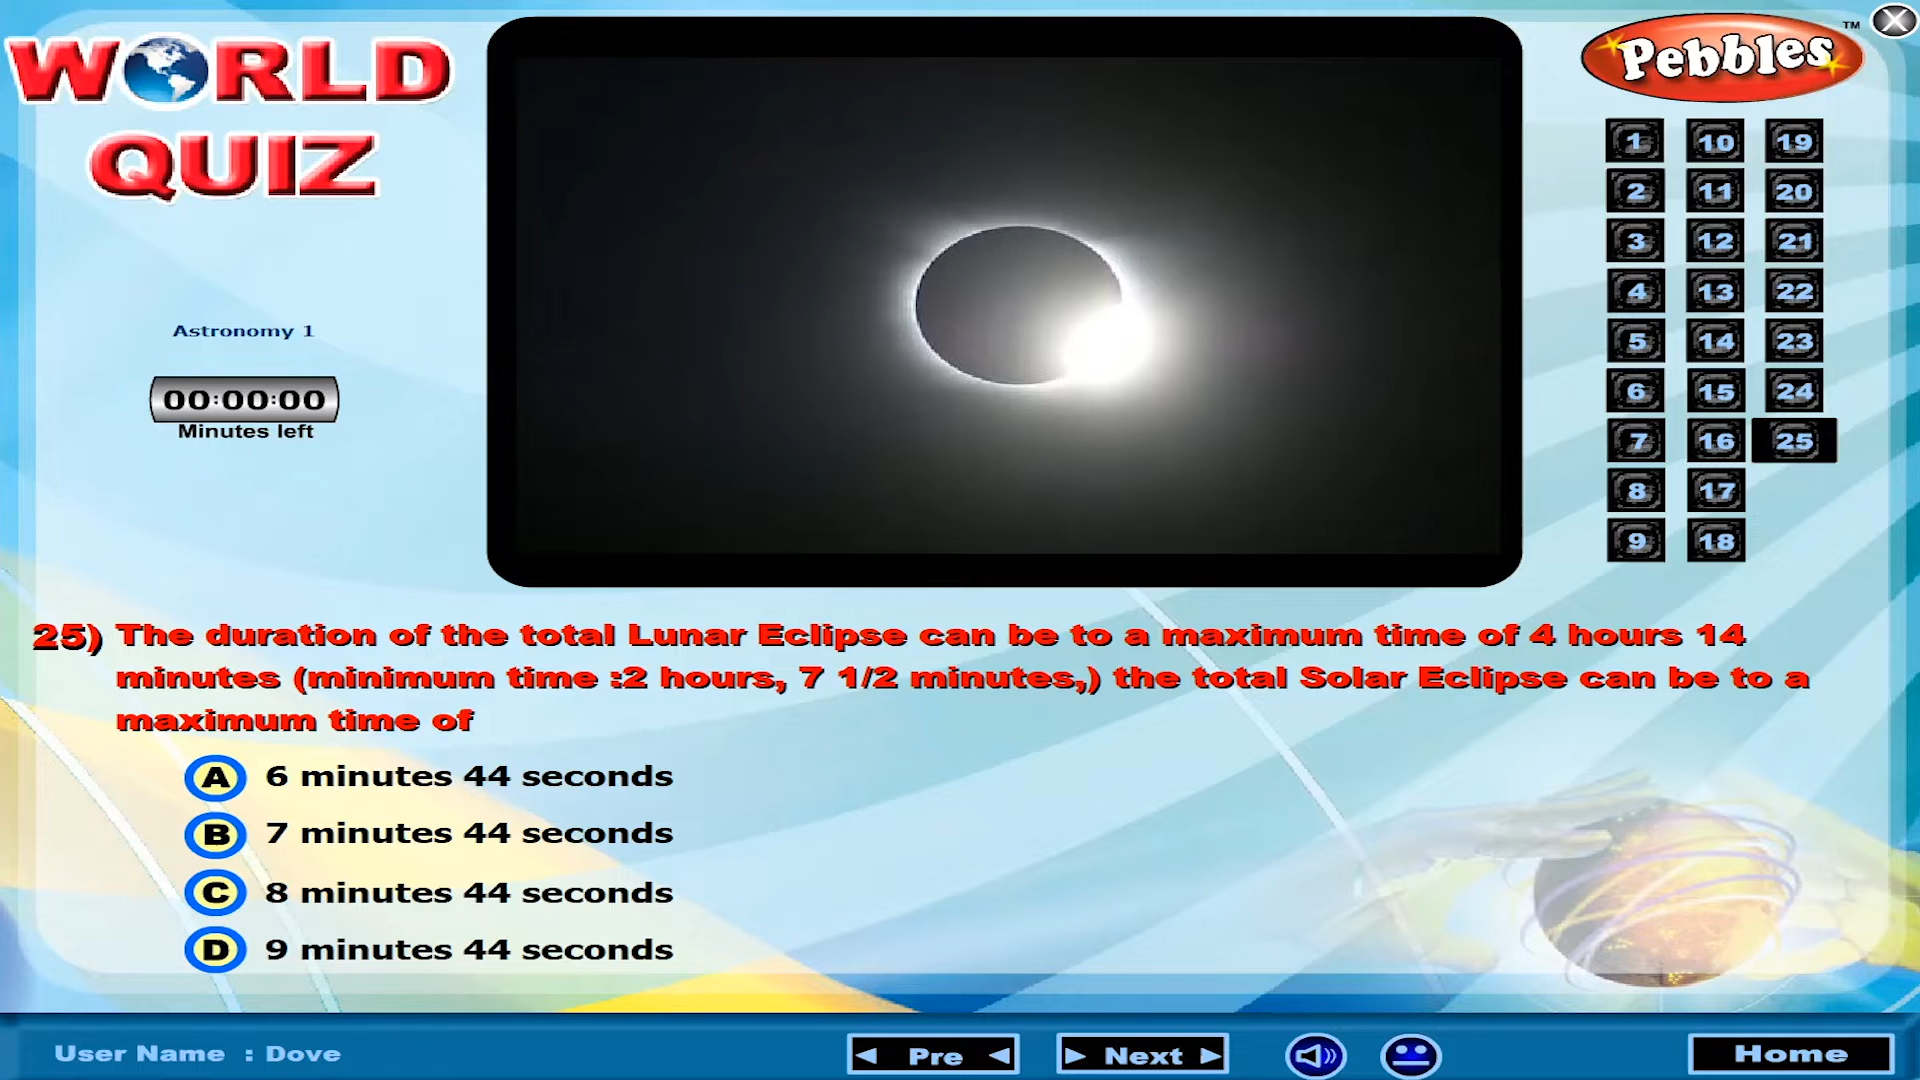 WORLD
QUIZ
Pebbles™
1 10 19
2 11 20
3 12 21
4 13 22
5 14 23
6 15 24
7 16 25
8 17
9 18
Astronomy 1
00:00:00
Minutes left
25) The duration of the total Lunar Eclipse can be to a maximum time of 4 hours 14
minutes (minimum time :2 hours, 7 1/2 minutes,) the total Solar Eclipse can be to a
maximum time of
A 6 minutes 44 seconds
B 7 minutes 44 seconds
C 8 minutes 44 seconds
D 9 minutes 44 seconds
User Name : Dove
Pre
Next
Home